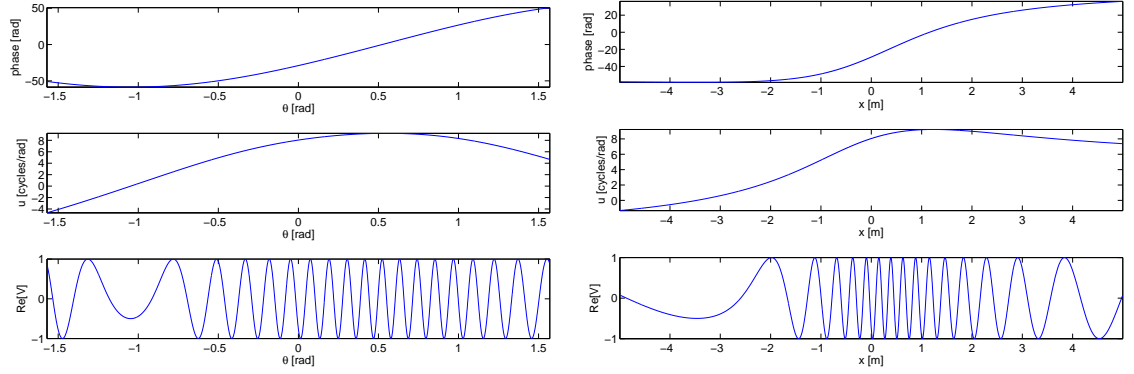 50
0
−50
phase [rad]
−1.5 −1 −0.5 0 0.5 1 1.5
θ [rad]
8
6
4
2
0
−2
−4
u [cycles/rad]
−1.5 −1 −0.5 0 0.5 1 1.5
θ [rad]
1
0
−1
Re[V]
−1.5 −1 −0.5 0 0.5 1 1.5
θ [rad]
20
0
−20
−40
phase [rad]
−4 −3 −2 −1 0 1 2 3 4
x [m]
8
6
4
2
0
u [cycles/rad]
−4 −3 −2 −1 0 1 2 3 4
x [m]
1
0
−1
Re[V]
−4 −3 −2 −1 0 1 2 3 4
x [m]